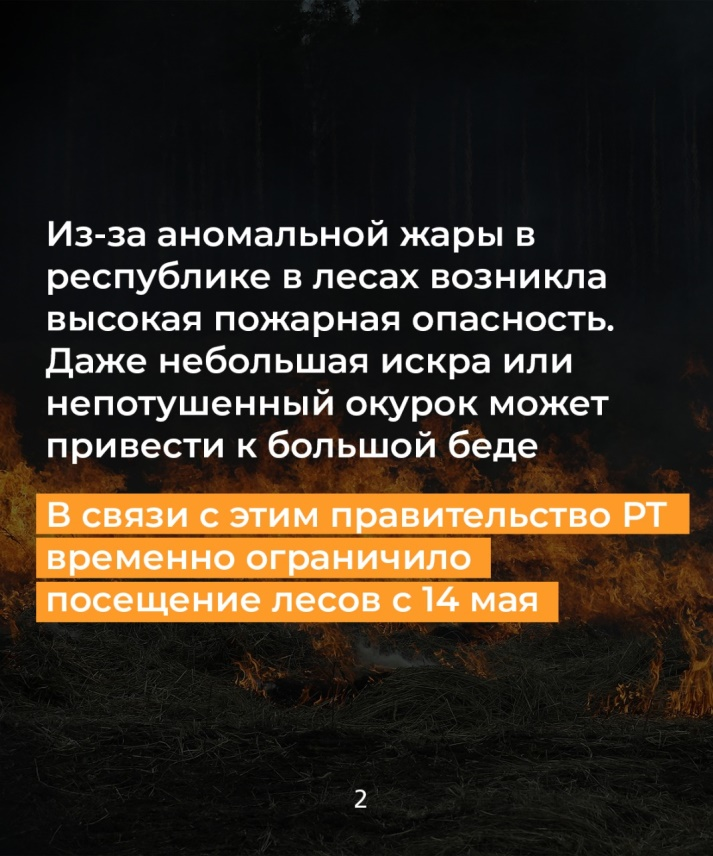 Из-за аномальной жары в
республике в лесах возникла
высокая пожарная опасность.
Даже небольшая искра или
непотушенный окурок может
привести к большой беде
В связи с этим правительство РТ
временно ограничило
посещение лесов с 14 мая
2